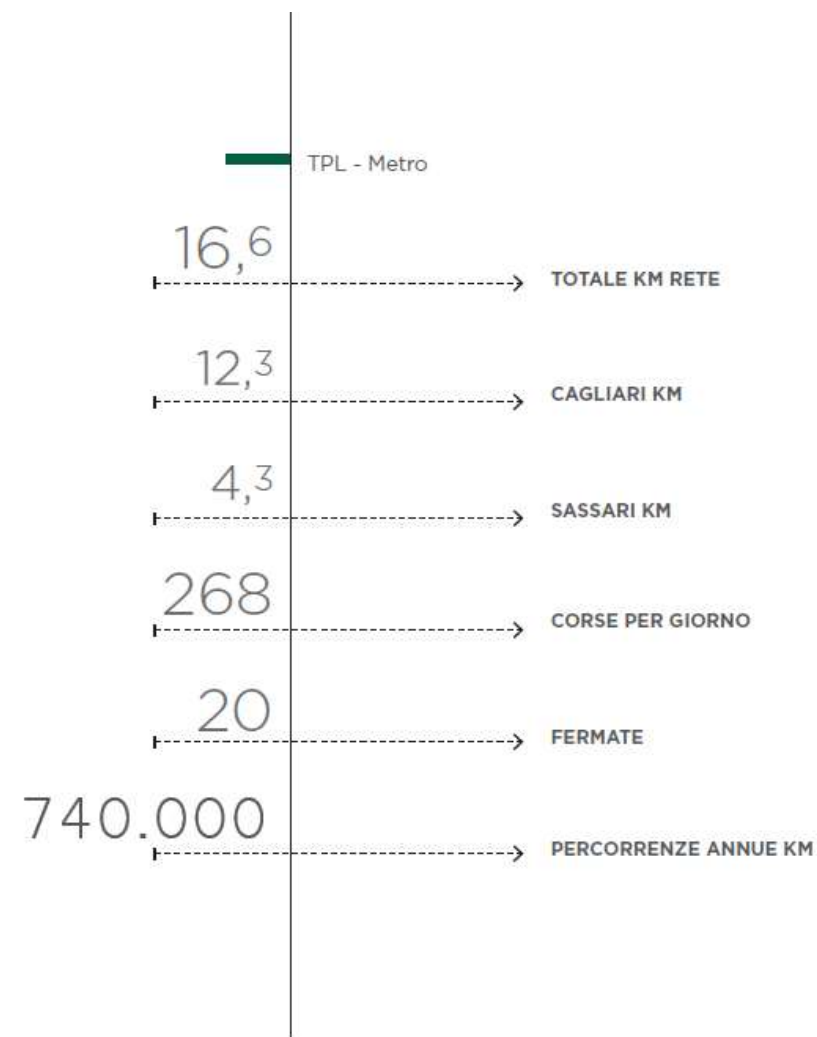 TPL - Metro
16,6
TOTALE KM RETE
12,3
CAGLIARI KM
4,3
SASSARI KM
268
CORSE PER GIORNO
20
FERMATE
740.000
PERCORRENZE ANNUE KM